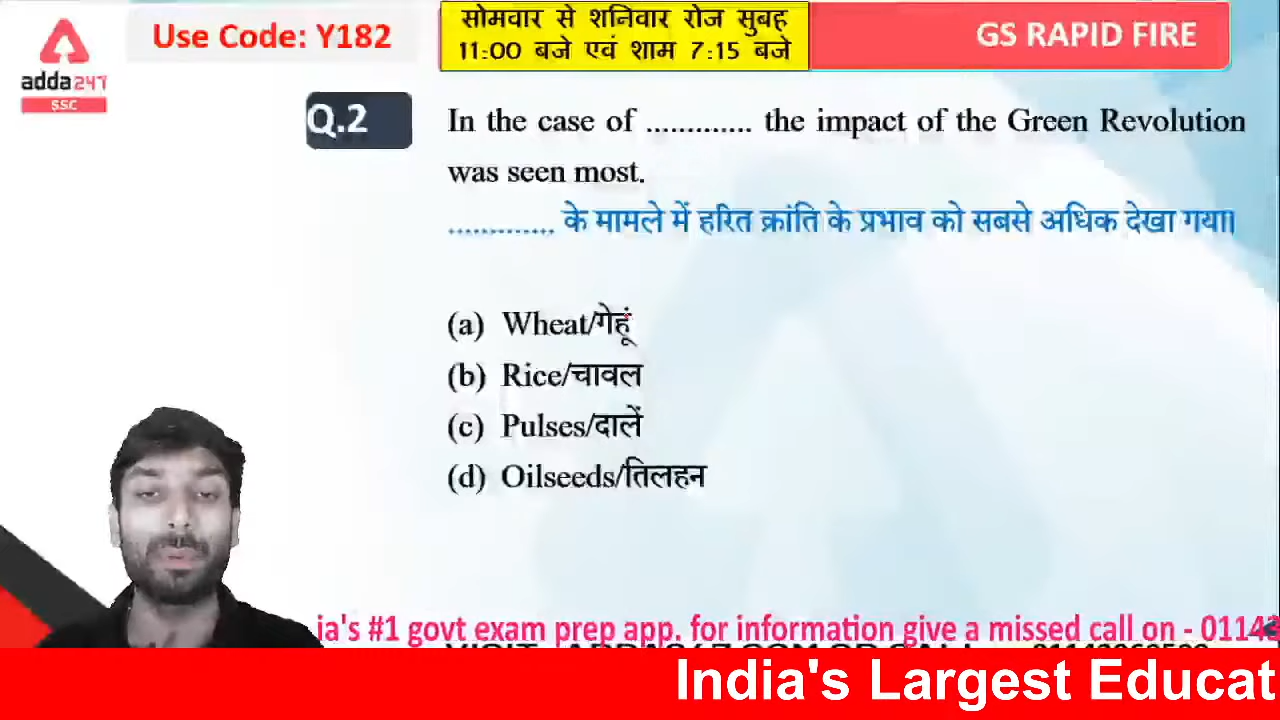 Use Code: Y182
सोमवार से शनिवार रोज सुबह
11:00 बजे एवं शाम 7:15 बजे
GS RAPID FIRE
adda247
SSC
Q.2
In the case of ............. the impact of the Green Revolution
was seen most.
............. के मामले में हरित क्रांति के प्रभाव को सबसे अधिक देखा गया।
(a) Wheat/गेहूं
(b) Rice/चावल
(c) Pulses/दालें
(d) Oilseeds/तिलहन
ia's #1 govt exam prep app. for information give a missed call on - 01143
India's Largest Educat